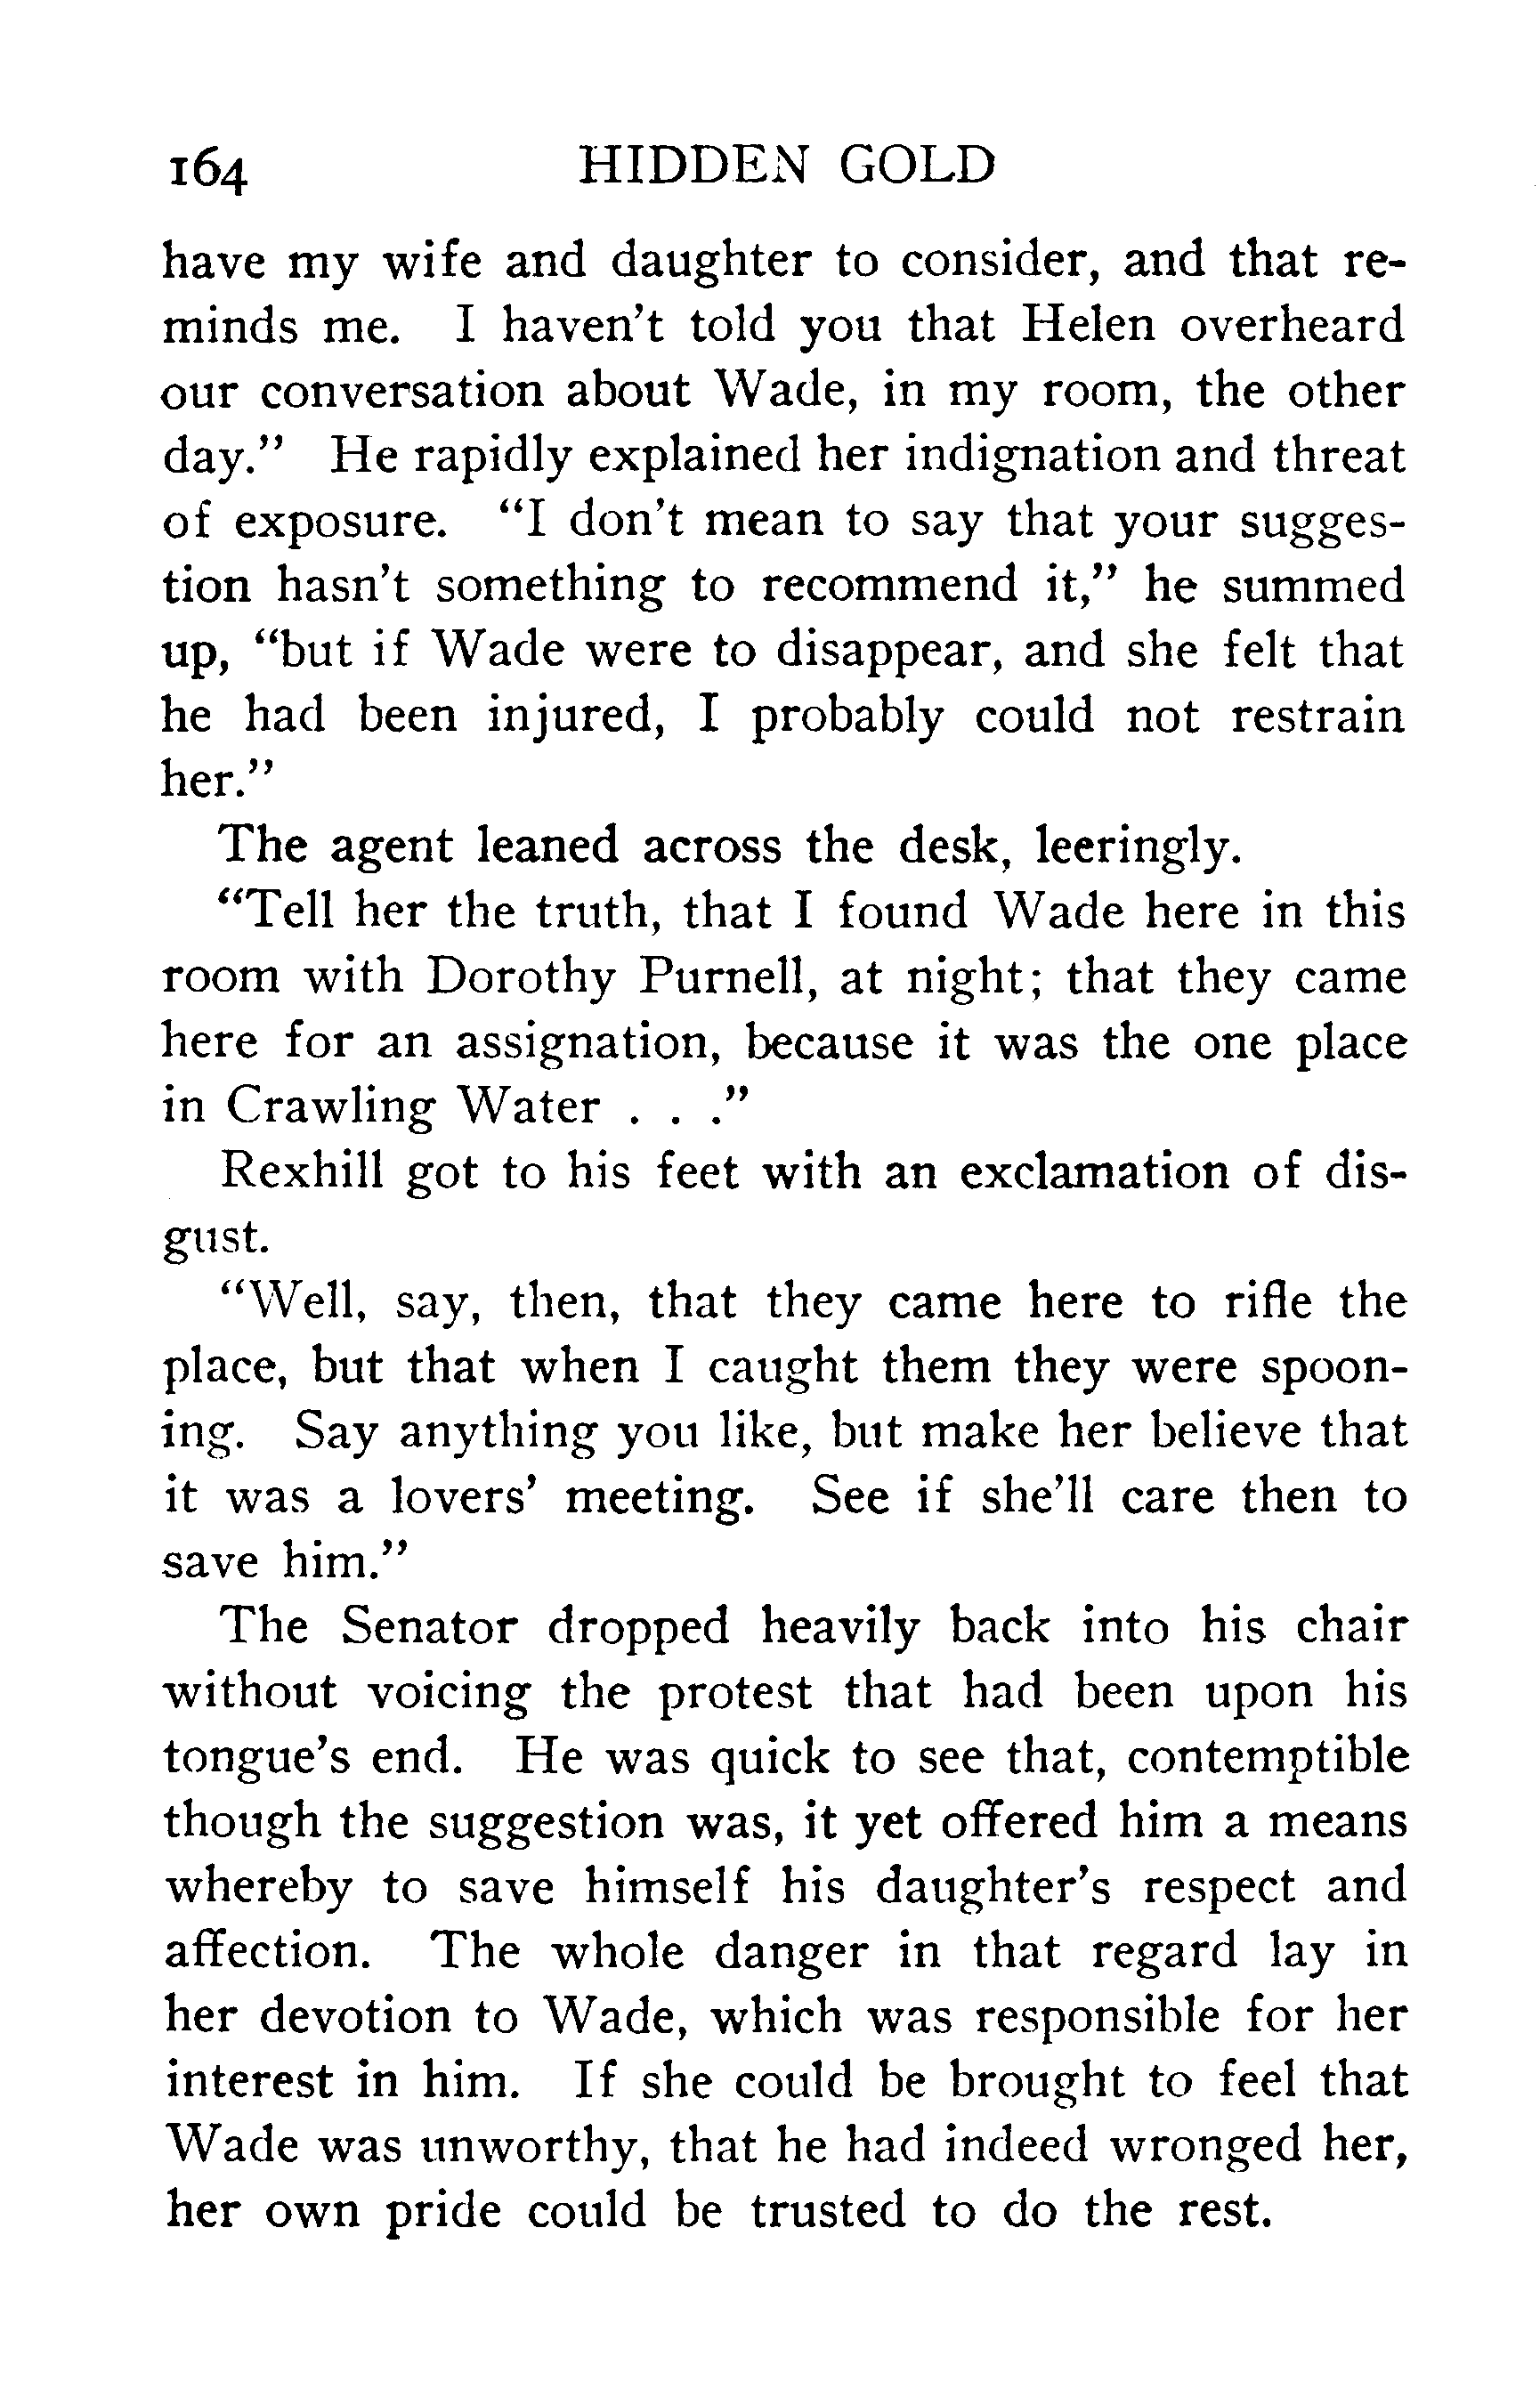 164 HIDDEN GOLD
have my wife and daughter to consider, and that re-
minds me. I haven't told you that Helen overheard
our conversation about Wade, in my room, the other
day." He rapidly explained her indignation and threat
of exposure. "I don't mean to say that your sugges-
tion hasn't something to recommend it," he summed
up, "but if Wade were to disappear, and she felt that
he had been injured, I probably could not restrain
her."
The agent leaned across the desk, leeringly.
"Tell her the truth, that I found Wade here in this
room with Dorothy Purnell, at night; that they came
here for an assignation, because it was the one place
in Crawling Water . . ."
Rexhill got to his feet with an exclamation of dis-
gust.
"Well, say, then, that they came here to rifle the
place, but that when I caught them they were spoon-
ing. Say anything you like, but make her believe that
it was a lovers' meeting. See if she'll care then to
save him."
The Senator dropped heavily back into his chair
without voicing the protest that had been upon his
tongue's end. He was quick to see that, contemptible
though the suggestion was, it yet offered him a means
whereby to save himself his daughter's respect and
affection. The whole danger in that regard lay in
her devotion to Wade, which was responsible for her
interest in him. If she could be brought to feel that
Wade was unworthy, that he had indeed wronged her,
her own pride could be trusted to do the rest.